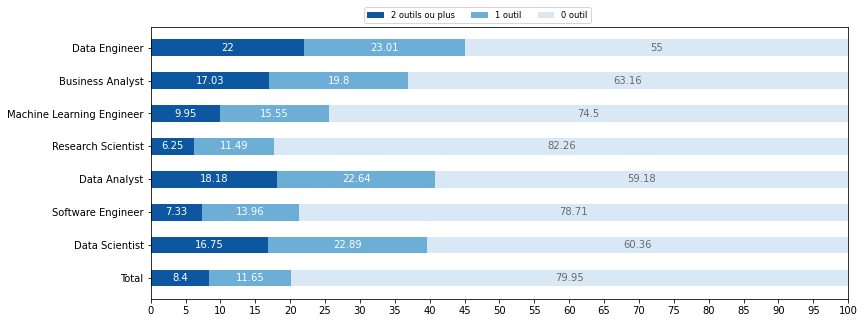 2 outils ou plus 1 outil 0 outil
Data Engineer 22 23.01 55
Business Analyst 17.03 19.8 63.16
Machine Learning Engineer 9.95 15.55 74.5
Research Scientist 6.25 11.49 82.26
Data Analyst 18.18 22.64 59.18
Software Engineer 7.33 13.96 78.71
Data Scientist 16.75 22.89 60.36
Total 8.4 11.65 79.95
0 5 10 15 20 25 30 35 40 45 50 55 60 65 70 75 80 85 90 95 100